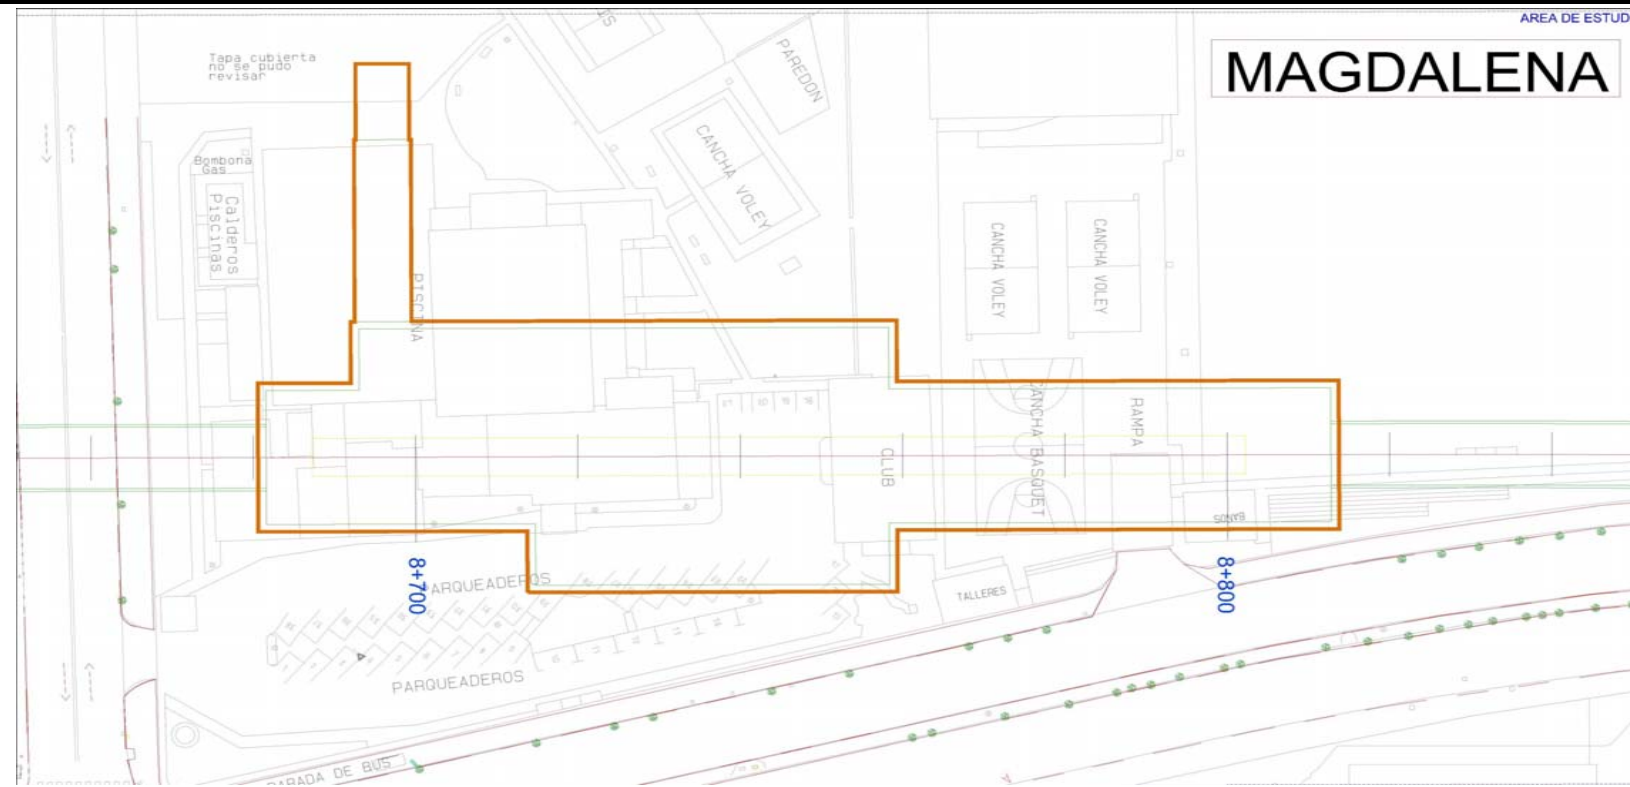 AREA DE ESTUD
MAGDALENA
Tapa cubierta
no se pudo
revisar
PAREDON
CANCHA VOLEY
Bombona
Gas
Calderos
Piscinas
CANCHA VOLEY
CANCHA VOLEY
PISCINA
CANCHA BASQUET
RAMPA
CLUB
BAÑOS
8+700
8+800
PARQUEADEROS
TALLERES
PARQUEADEROS
PARADA DE BUS